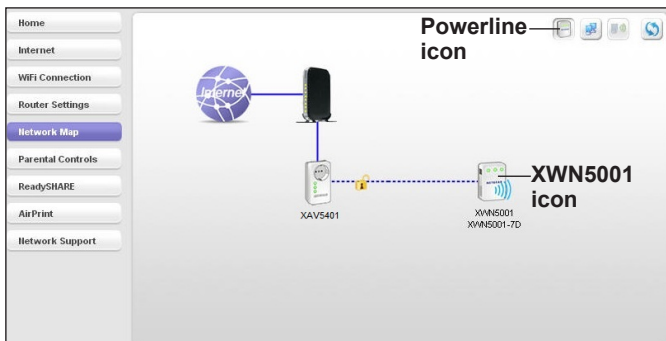 Home
Internet
WiFi Connection
Router Settings
Network Map
Parental Controls
ReadySHARE
AirPrint
Network Support
Powerline
icon
Internet
XAV5401
XWN5001
XWN5001-7D
XWN5001
icon